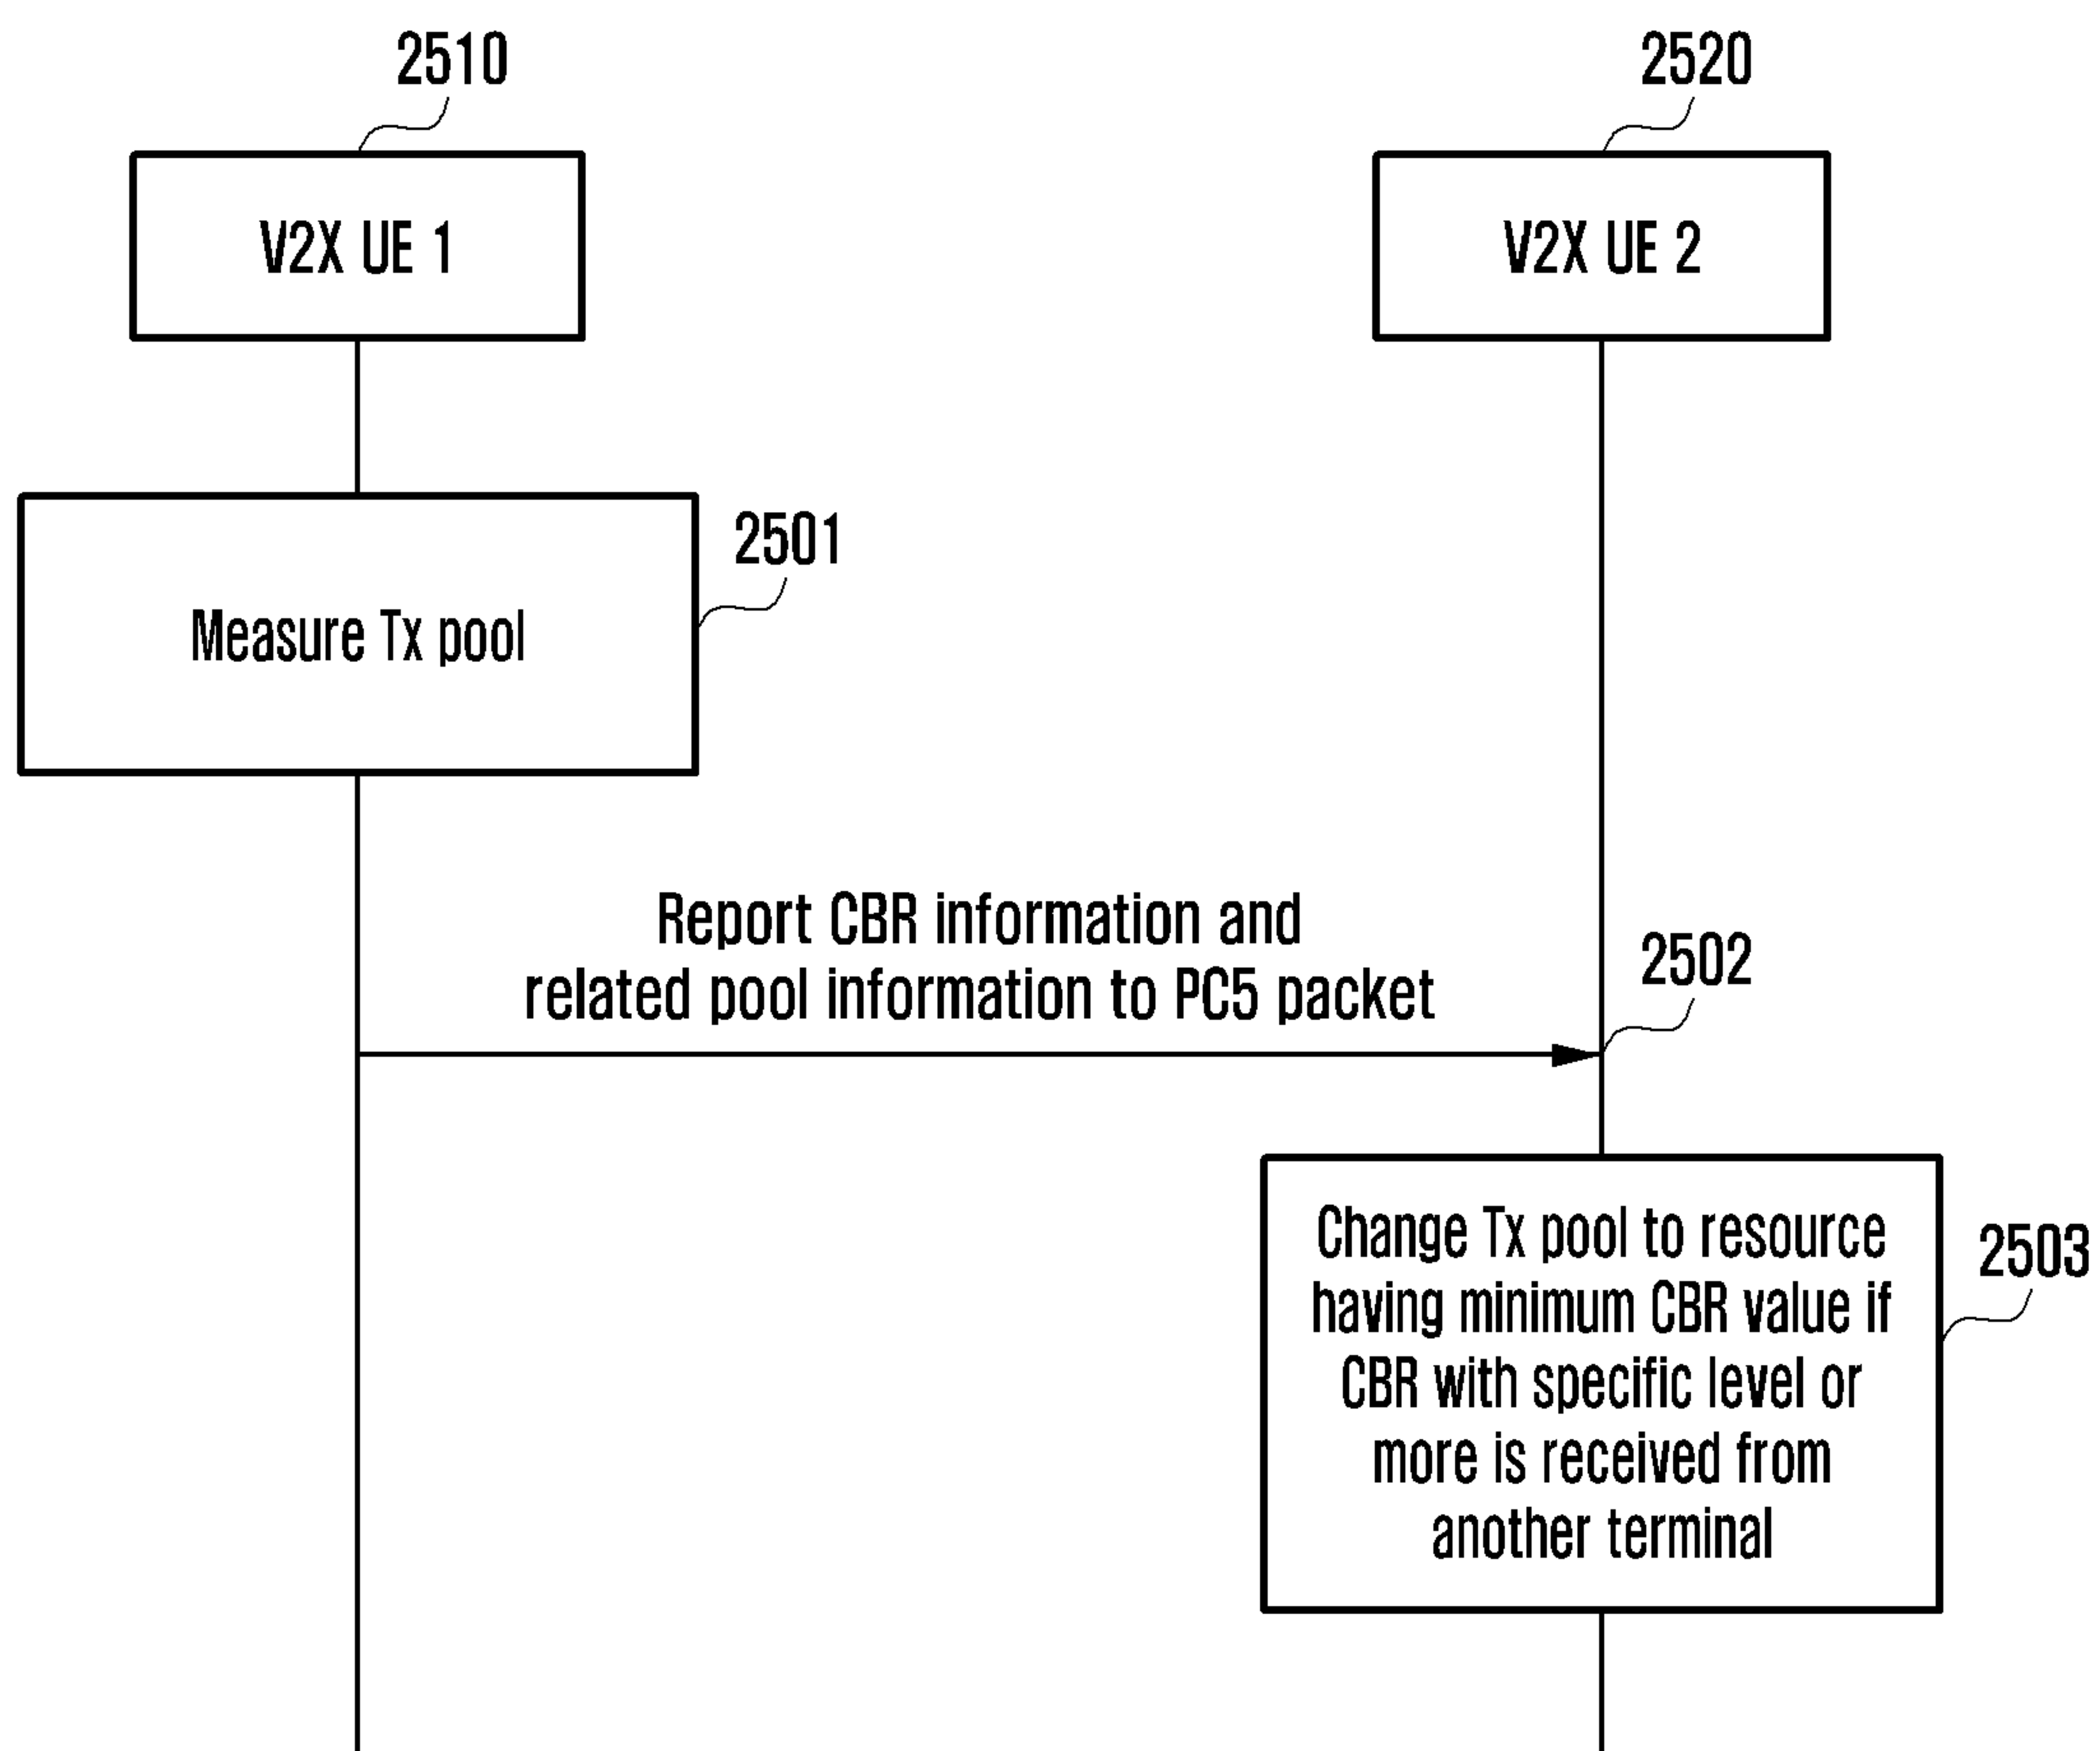 2510
2520
V2X UE 1
V2X UE 2
2501
Measure Tx pool
Report CBR information and
related pool information to PC5 packet
2502
Change Tx pool to resource
having minimum CBR value if
CBR with specific level or
more is received from
another terminal
2503